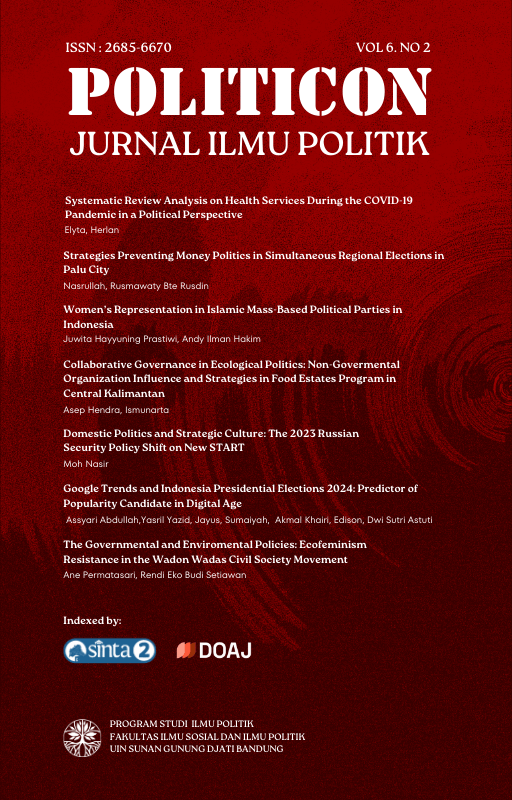 ISSN : 2685-6670 VOL 6. NO 2
POLITICON
JURNAL ILMU POLITIK
Systematic Review Analysis on Health Services During the COVID-19
Pandemic in a Political Perspective
Elyta, Herlan
Strategies Preventing Money Politics in Simultaneous Regional Elections in
Palu City
Nasrullah, Rusmawaty Bte Rusdin
Women's Representation in Islamic Mass-Based Political Parties in
Indonesia
Juwita Hayyuning Prastiwi, Andy Ilman Hakim
Collaborative Governance in Ecological Politics: Non-Govermental
Organization Influence and Strategies in Food Estates Program in
Central Kalimantan
Asep Hendra, Ismunarta
Domestic Politics and Strategic Culture: The 2023 Russian
Security Policy Shift on New START
Moh Nasir
Google Trends and Indonesia Presidential Elections 2024: Predictor of
Popularity Candidate in Digital Age
Assyari Abdullah,Yasril Yazid, Jayus, Sumaiyah, Akmal Khairi, Edison, Dwi Sutri Astuti
The Governmental and Enviromental Policies: Ecofeminism
Resistance in the Wadon Wadas Civil Society Movement
Ane Permatasari, Rendi Eko Budi Setiawan
Indexed by:
sinta 2 DOAJ
PROGRAM STUDI ILMU POLITIK
FAKULTAS ILMU SOSIAL DAN ILMU POLITIK
UIN SUNAN GUNUNG DJATI BANDUNG